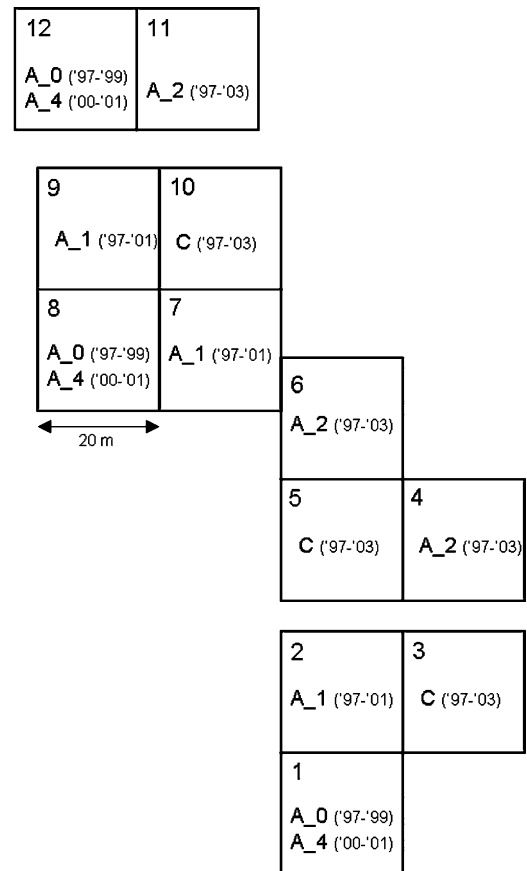 12
A_0 ('97-'99)
A_4 ('00-'01)
11
A_2 ('97-'03)
9
A_1 ('97-'01)
10
C ('97-'03)
8
A_0 ('97-'99)
A_4 ('00-'01)
7
A_1 ('97-'01)
20 m
6
A_2 ('97-'03)
5
C ('97-'03)
4
A_2 ('97-'03)
2
A_1 ('97-'01)
3
C ('97-'03)
1
A_0 ('97-'99)
A_4 ('00-'01)